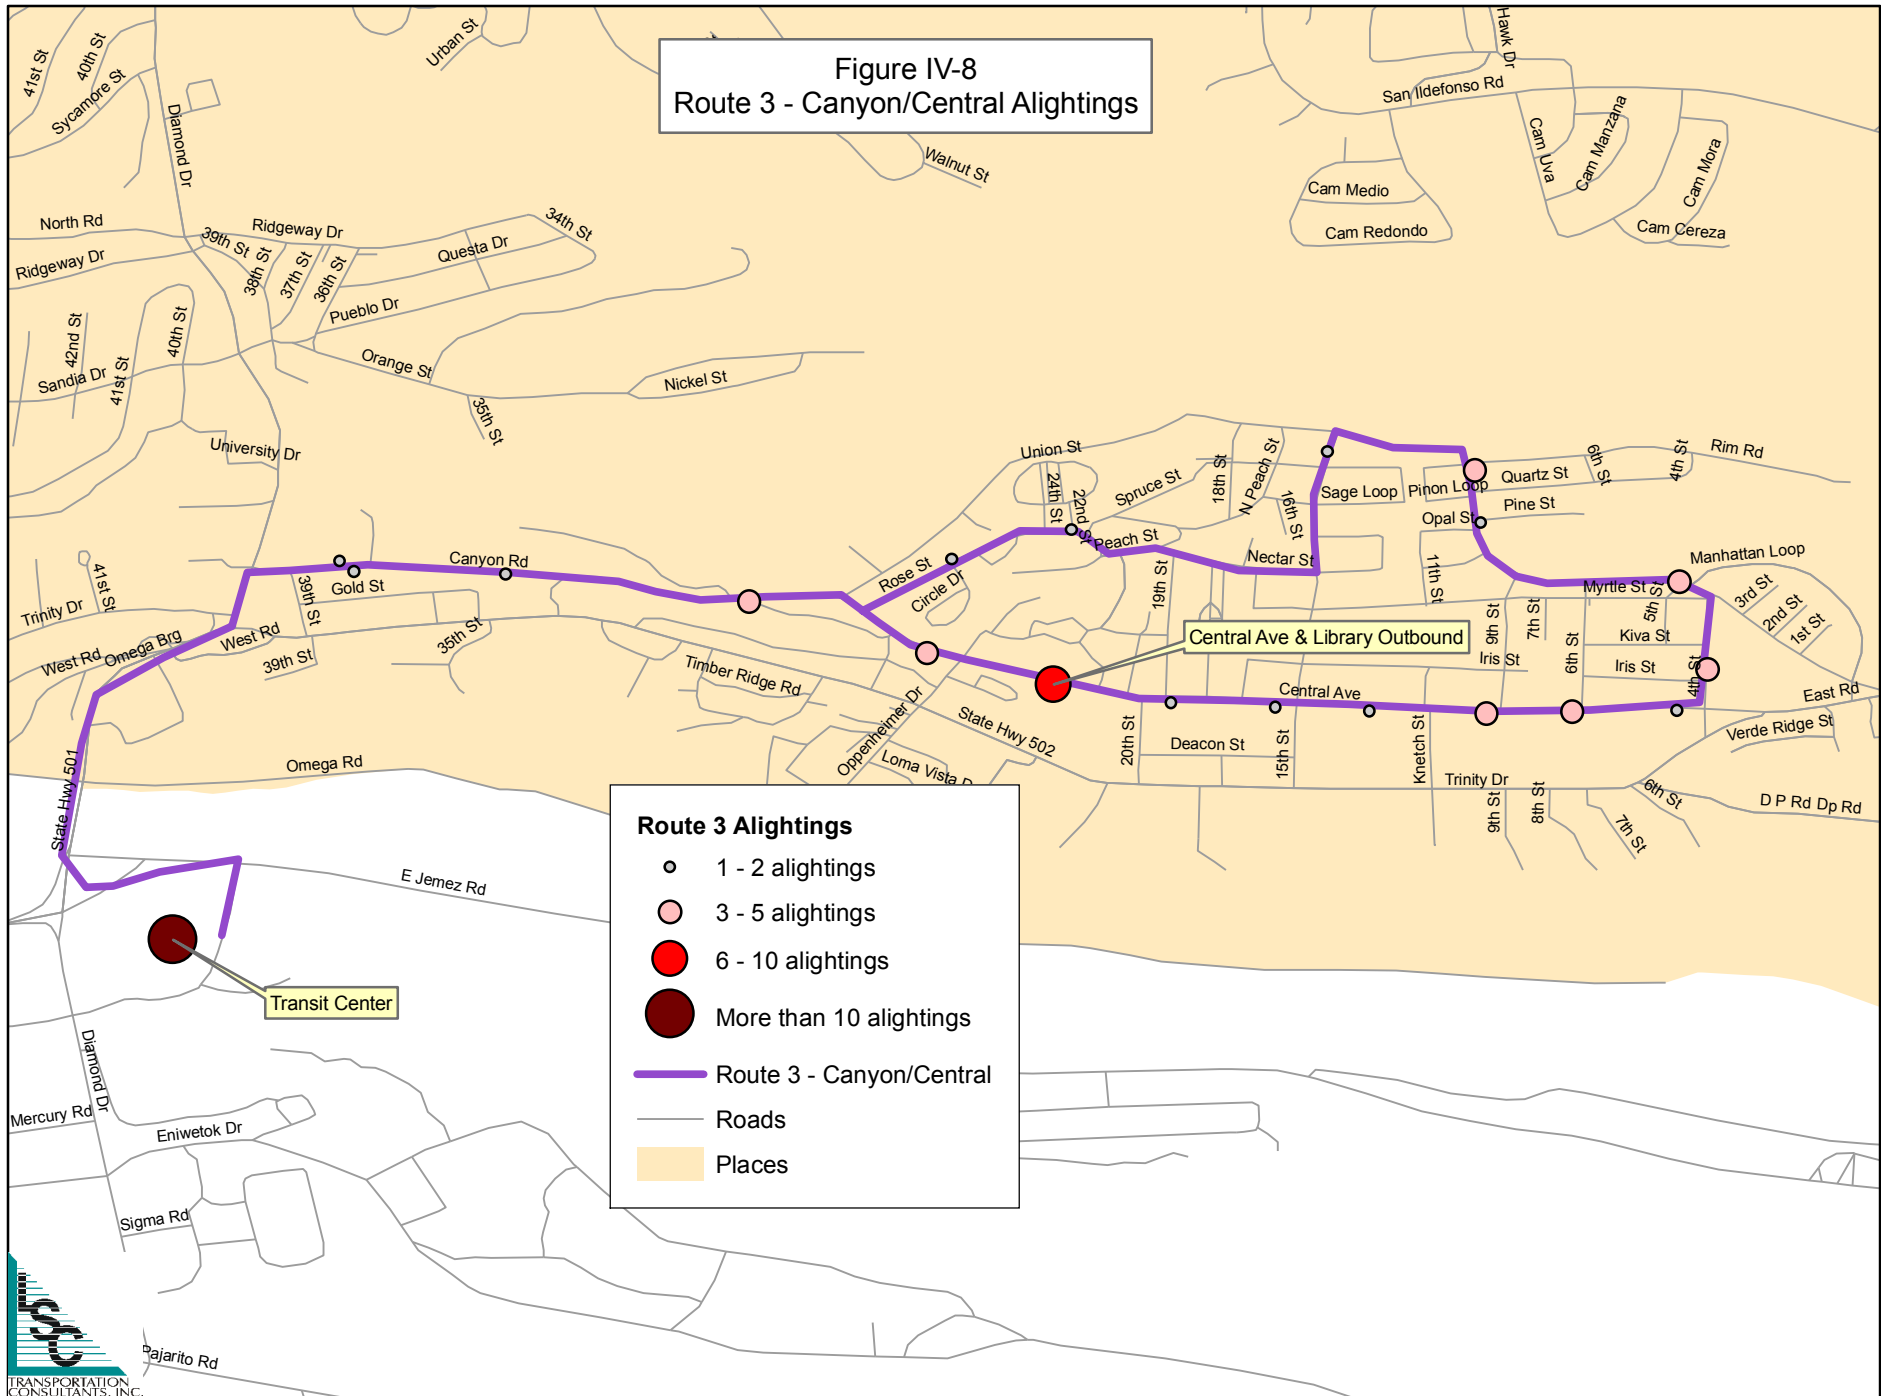 Figure IV-8
Route 3 - Canyon/Central Alightings
41st St
40th St
Sycamore St
Diamond Dr
Urban St
Walnut St
Hawk Dr
San Ildefonso Rd
Cam Uva
Cam Manzana
Cam Mora
Cam Medio
Cam Redondo
Cam Cereza
North Rd
Ridgeway Dr
39th St
Ridgeway Dr
38th St
37th St
36th St
Questa Dr
34th St
Pueblo Dr
42nd St
41st St
40th St
Sandia Dr
Orange St
35th St
Nickel St
University Dr
Union St
24th St
22nd St
Spruce St
18th St
N Peach St
16th St
Sage Loop
Pinon Loop
Quartz St
6th St
4th St
Rim Rd
Opal St
Pine St
Peach St
Nectar St
11th St
Manhattan Loop
Myrtle St
5th St
3rd St
2nd St
1st St
Canyon Rd
Gold St
39th St
Rose St
Circle Dr
19th St
9th St
7th St
6th St
Kiva St
Iris St
Iris St
4th St
41st St
Trinity Dr
West Rd
Omega Brg
West Rd
39th St
35th St
Timber Ridge Rd
Central Ave & Library Outbound
Central Ave
East Rd
Verde Ridge St
Oppenheimer Dr
State Hwy 502
20th St
Deacon St
15th St
Knetch St
Trinity Dr
Loma Vista D
9th St
8th St
7th St
6th St
D P Rd Dp Rd
Omega Rd
State Hwy 501
E Jemez Rd
Transit Center
Route 3 Alightings
1 - 2 alightings
3 - 5 alightings
6 - 10 alightings
More than 10 alightings
Route 3 - Canyon/Central
Roads
Places
Diamond Dr
Mercury Rd
Eniwetok Dr
Sigma Rd
Pajarito Rd
LSC
TRANSPORTATION
CONSULTANTS, INC.